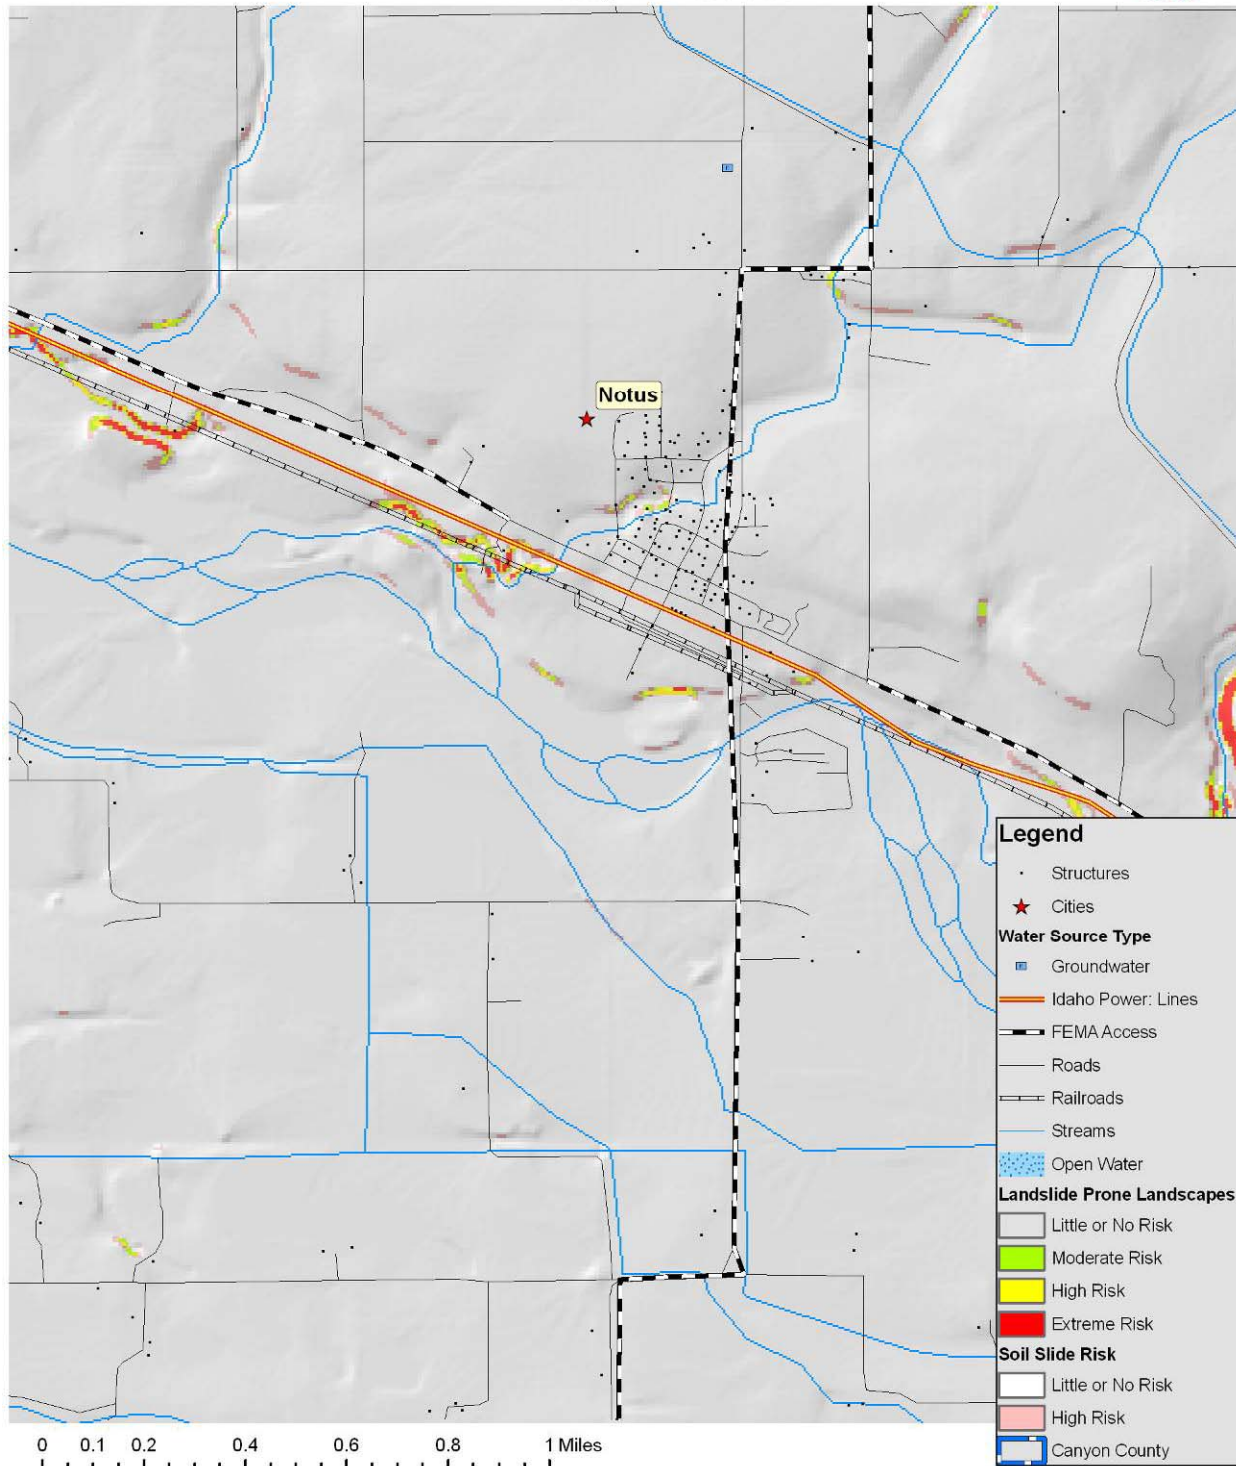 Notus
Legend
Structures
Cities
Water Source Type
Groundwater
Idaho Power: Lines
FEMA Access
Roads
Railroads
Streams
Open Water
Landslide Prone Landscapes
Little or No Risk
Moderate Risk
High Risk
Extreme Risk
Soil Slide Risk
Little or No Risk
High Risk
Canyon County
0 0.1 0.2 0.4 0.6 0.8 1 Miles